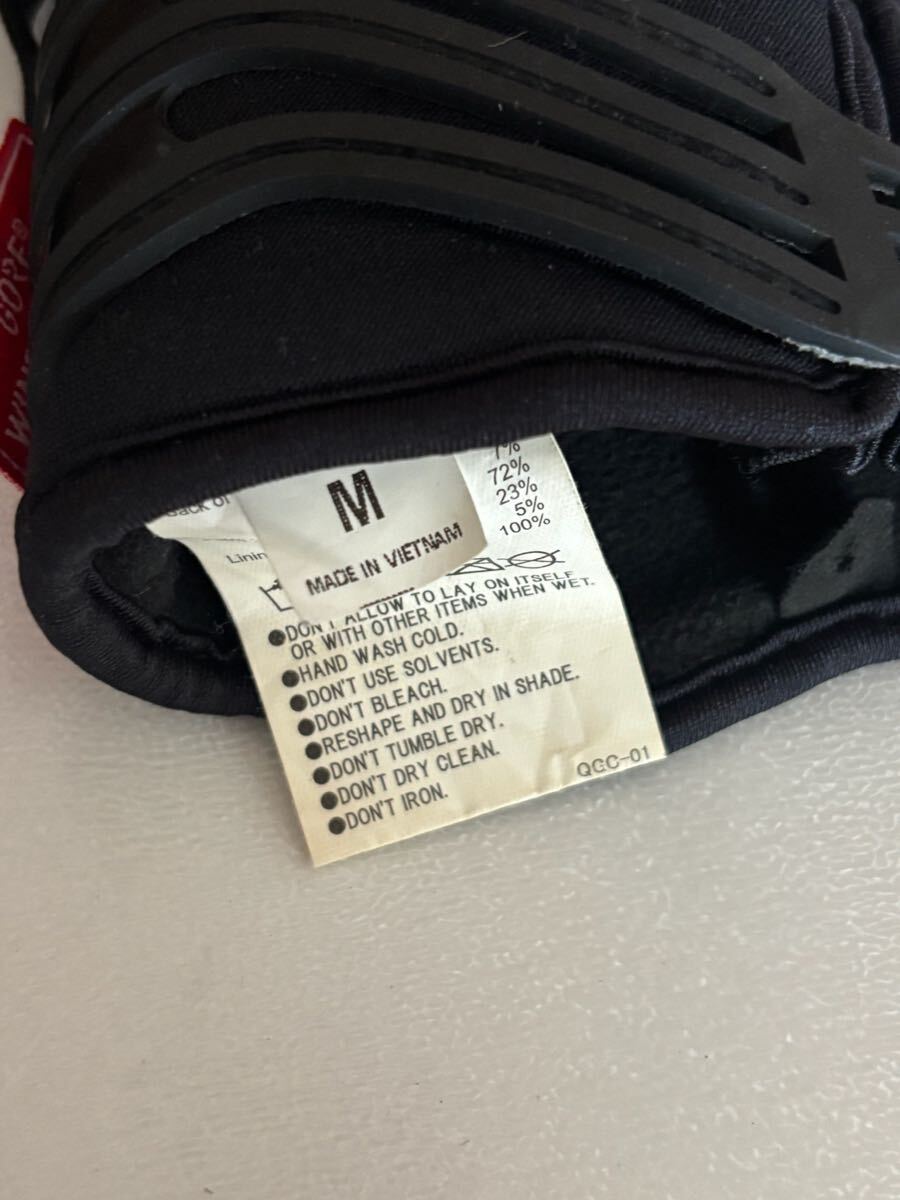 GORE®
7%
72%
23%
5%
100%
M
MADE IN VIETNAM
●DON'T ALLOW TO LAY ON ITSELF
OR WITH OTHER ITEMS WHEN WET.
●HAND WASH COLD.
●DON'T USE SOLVENTS.
●DON'T BLEACH.
●RESHAPE AND DRY IN SHADE.
●DON'T TUMBLE DRY.
●DON'T DRY CLEAN.
●DON'T IRON.
QCC-01